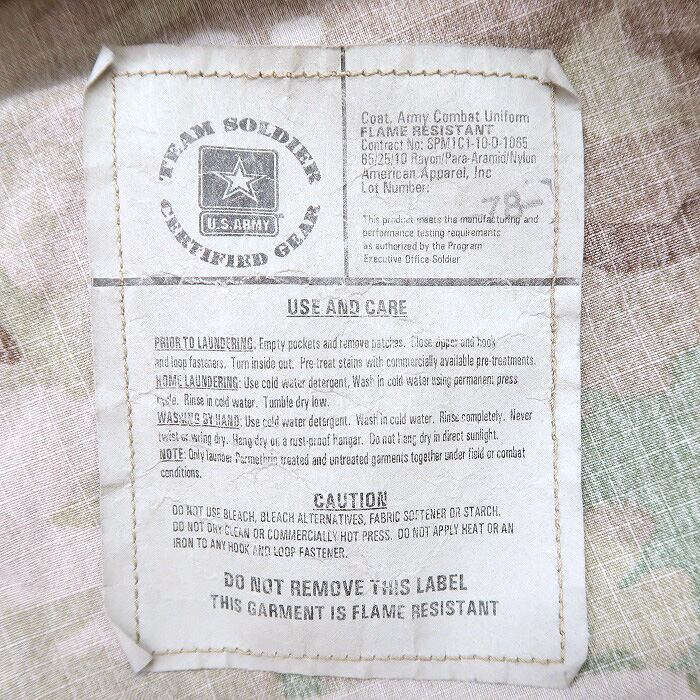 TEAM SOLDIER
U.S.ARMY
CERTIFIED GEAR
Coat, Army Combat Uniform
FLAME RESISTANT
Contract No: SPM1C1-10-D-1065
65/25/10 Rayon/Para-Aramid/Nylon
American Apparel, Inc
Lot Number:
78-
This product meets the manufacturing and
performance testing requirements
as authorized by the Program
Executive Office-Soldier
USE AND CARE
PRIOR TO LAUNDERING: Empty pockets and remove patches. Close zipper and hook
and loop fasteners. Turn inside out. Pre-treat stains with commercially available pre-treatments.
HOME LAUNDERING: Use cold water detergent, Wash in cold water using permanent press
cycle. Rinse in cold water. Tumble dry low.
WASHING BY HAND: Use cold water detergent. Wash in cold water. Rinse completely. Never
twist or wring dry. Hang dry on a rust-proof hangar. Do not hang dry in direct sunlight.
NOTE: Only launder Permethrin treated and untreated garments together under field or combat
conditions.
CAUTION
DO NOT USE BLEACH, BLEACH ALTERNATIVES, FABRIC SOFTENER OR STARCH.
DO NOT DRY CLEAN OR COMMERCIALLY HOT PRESS. DO NOT APPLY HEAT OR AN
IRON TO ANY HOOK AND LOOP FASTENER.
DO NOT REMOVE THIS LABEL
THIS GARMENT IS FLAME RESISTANT